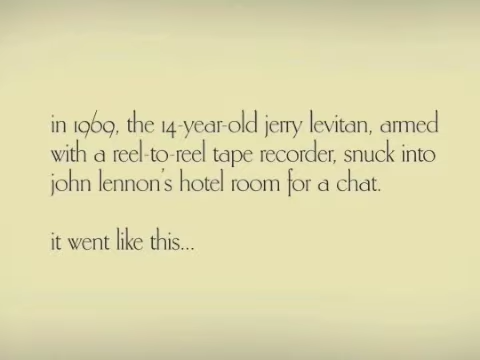 in 1969, the 14-year-old jerry levitan, armed
with a reel-to-reel tape recorder, snuck into
john lennon's hotel room for a chat.
it went like this...